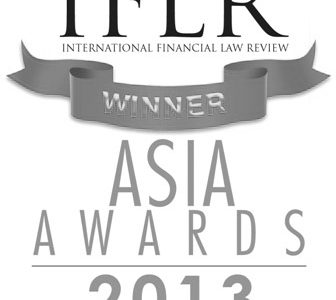 IFLR
INTERNATIONAL FINANCIAL LAW REVIEW
WINNER
ASIA
AWARDS
2013